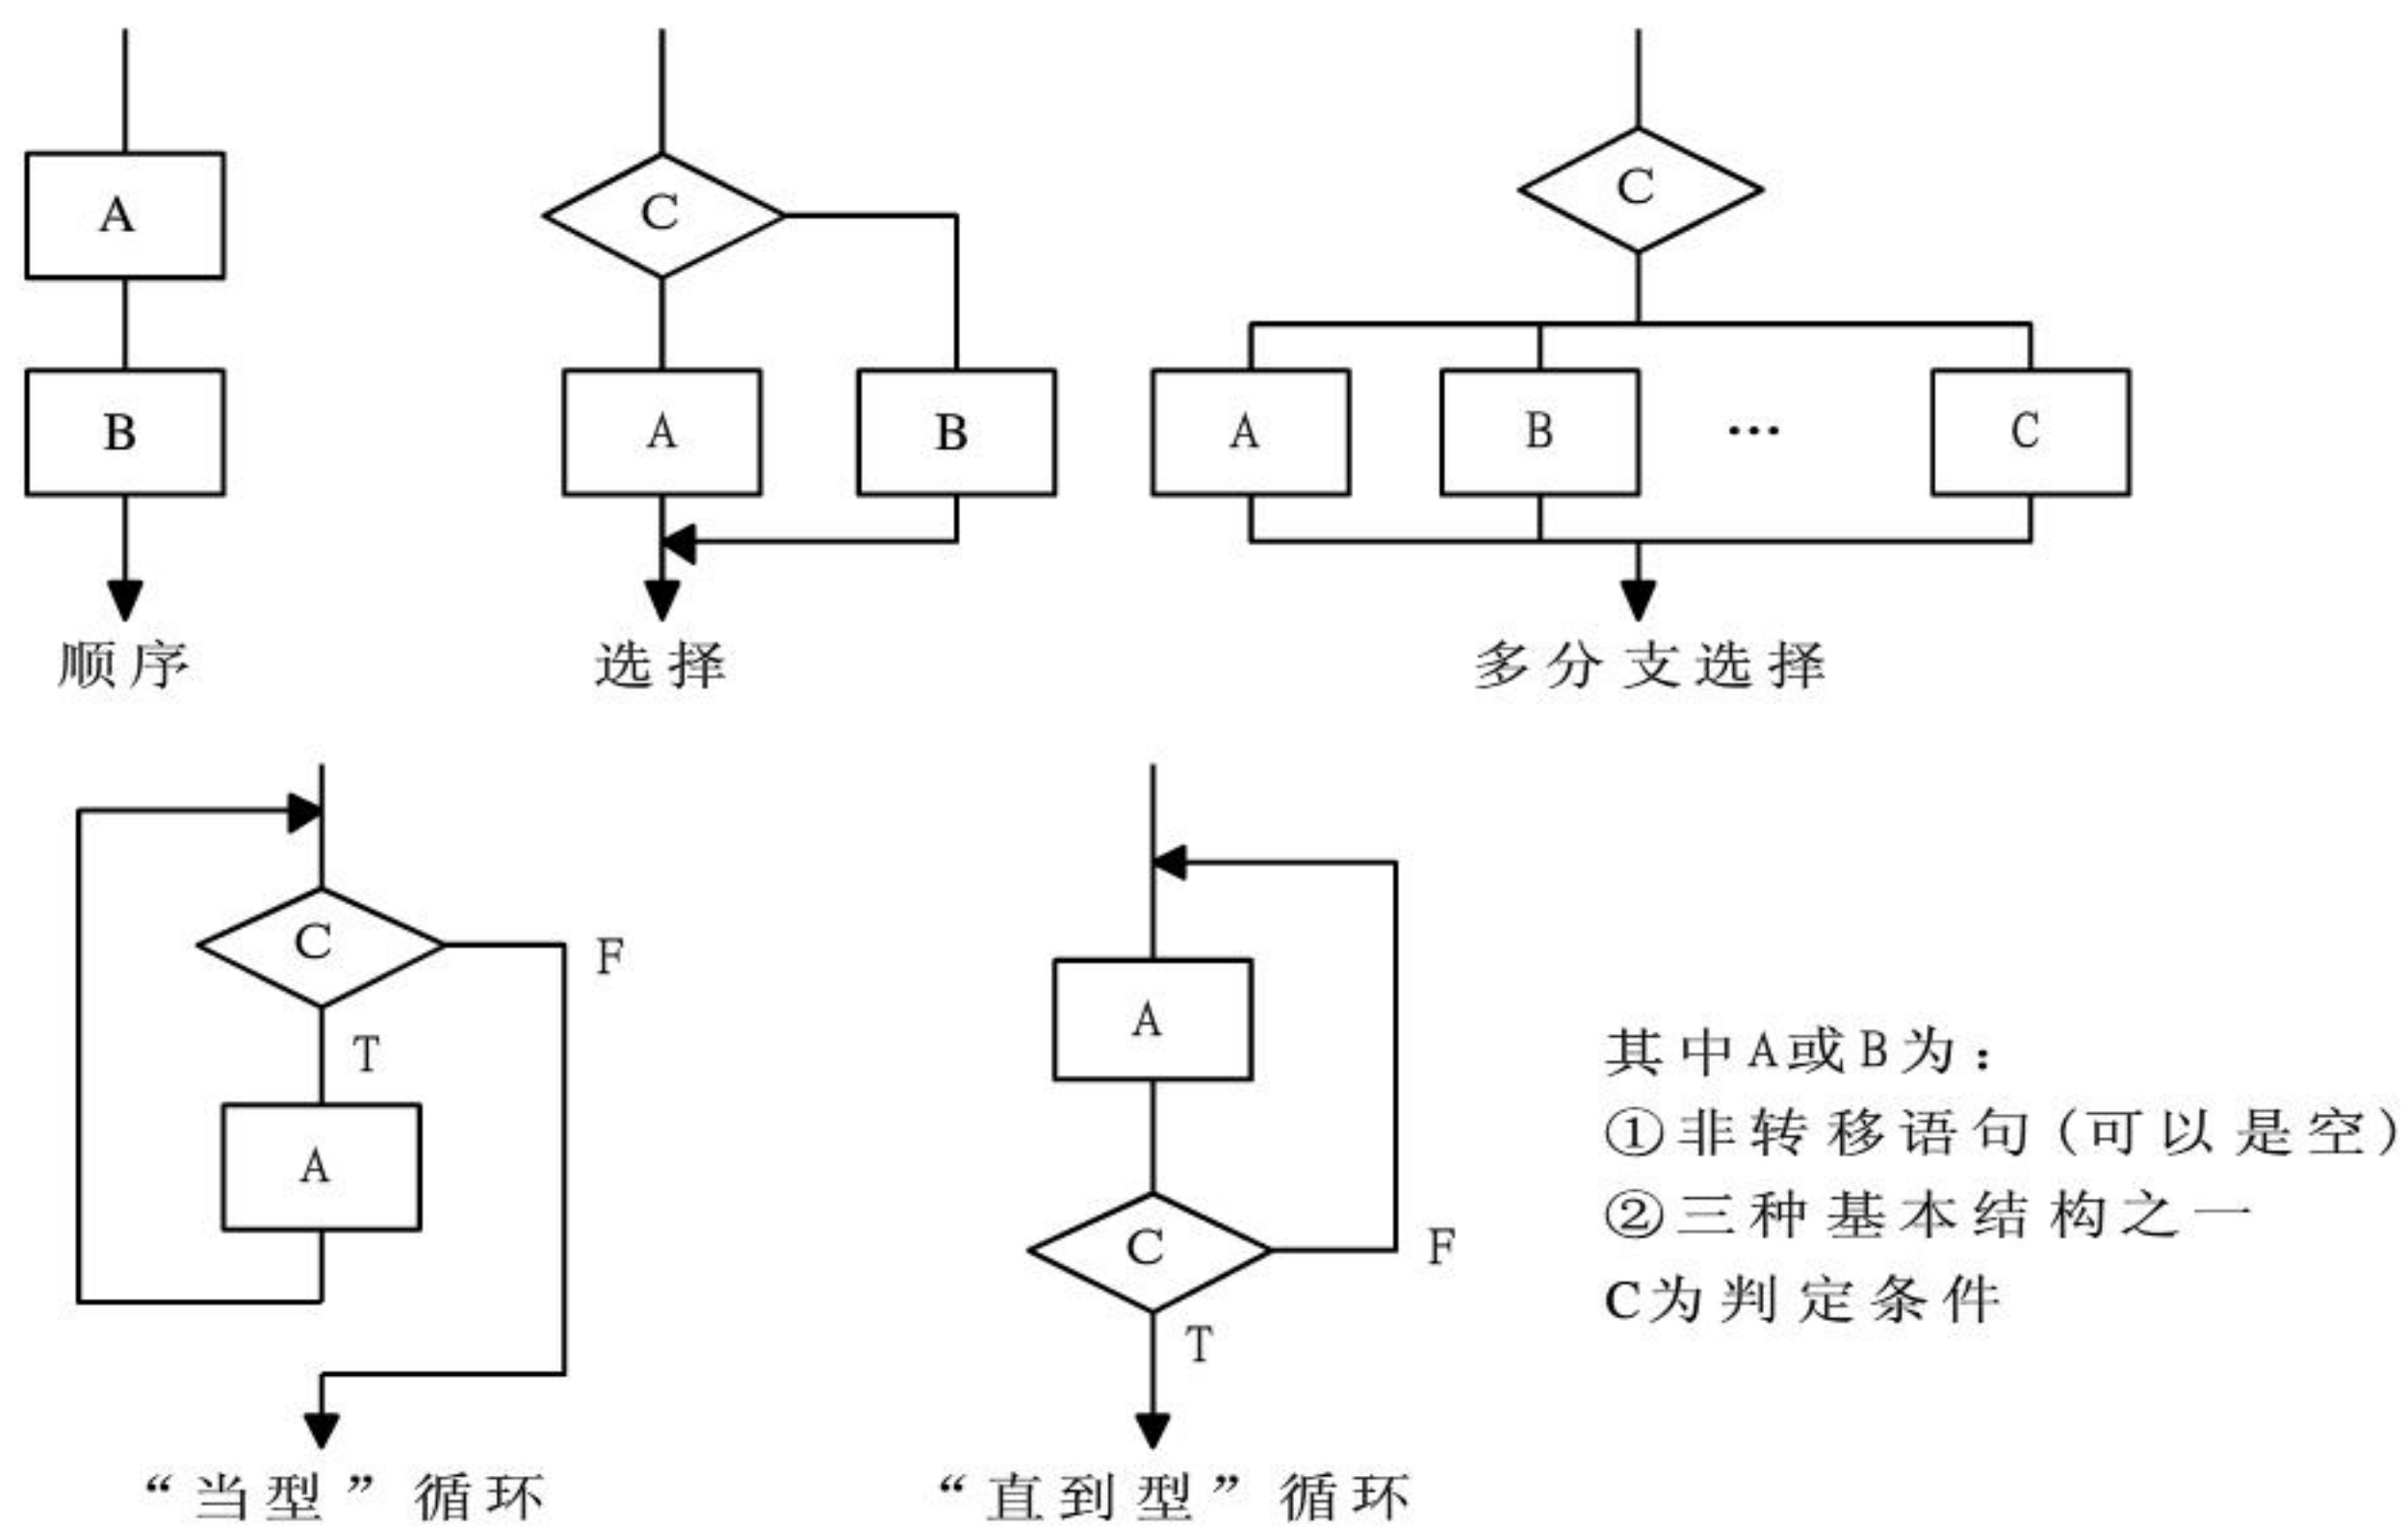 A
B
顺序
C
A
B
选择
C
A
B
...
C
多分支选择
C
F
T
A
“当型”循环
A
C
F
T
“直到型”循环
其中A或B为：
①非转移语句(可以是空)
②三种基本结构之一
C为判定条件